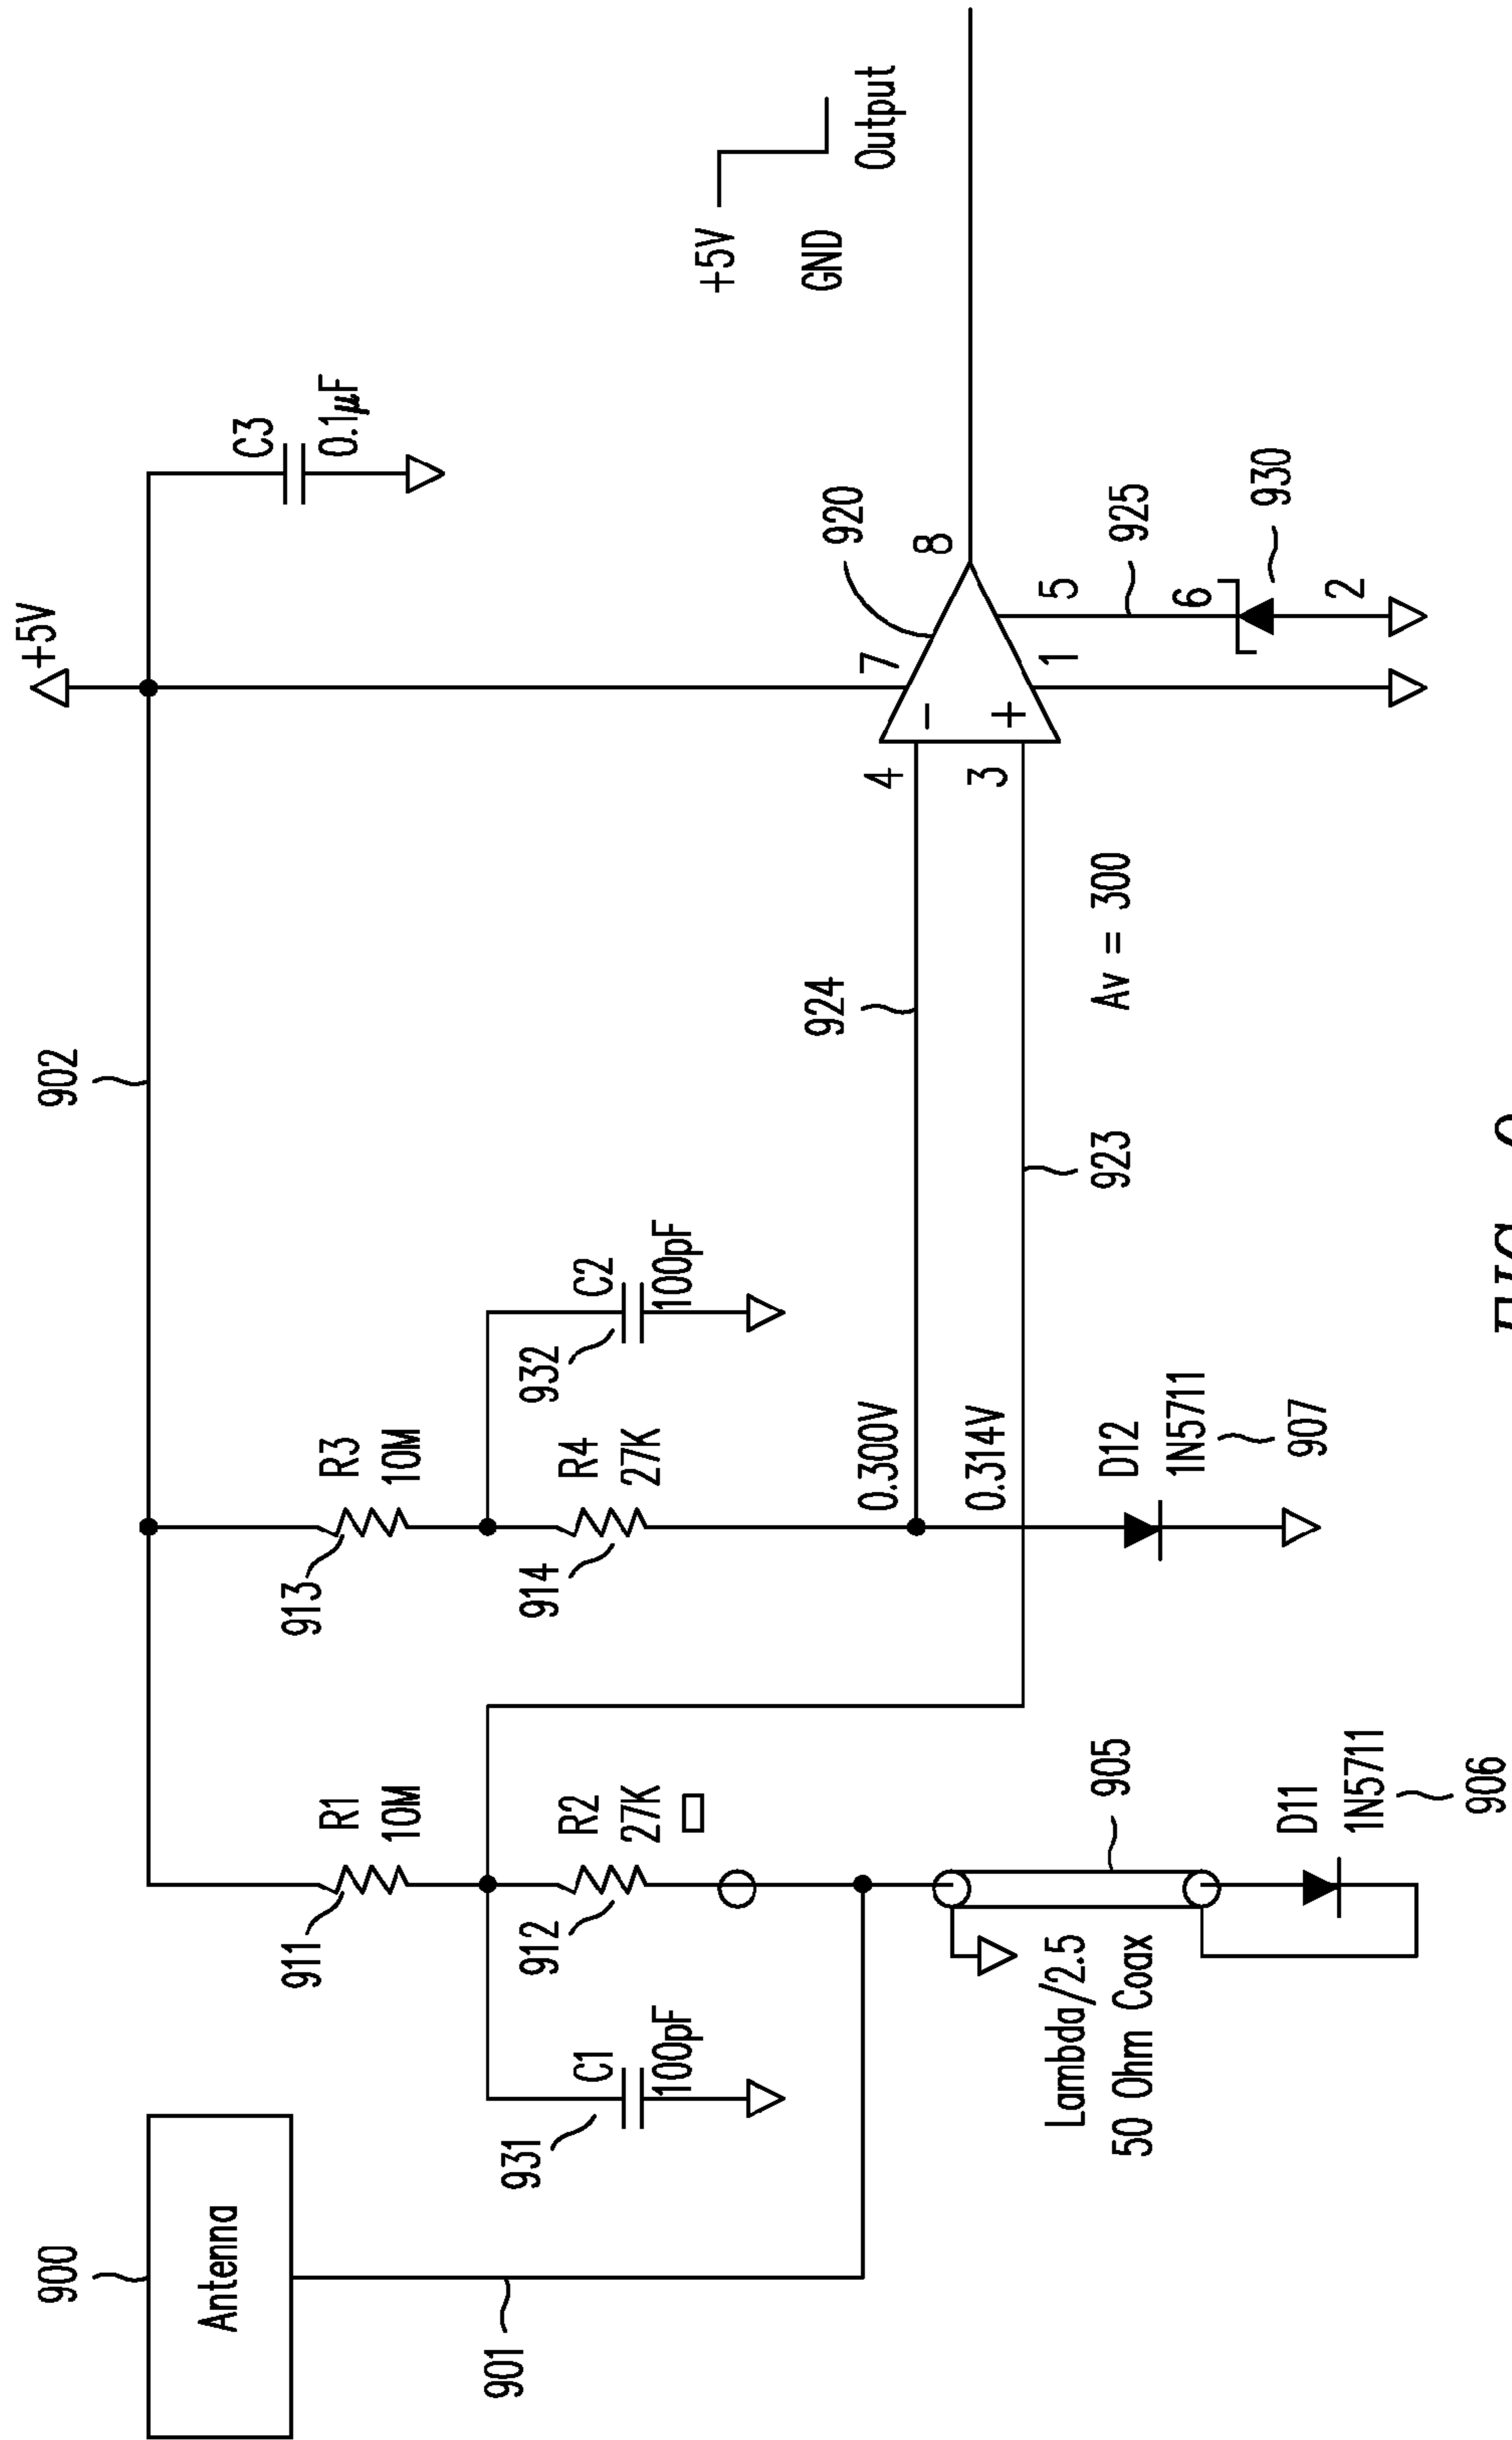 900
Antenna
901
931
C1
100pF
911
R1
10M
912
R2
27K
Lambda/2.5
50 Ohm Coax
905
D11
1N5711
906
902
913
R3
10M
914
R4
27K
932
C2
100pF
0.300V
0.314V
D12
1N5711
907
924
923
Av = 300
4
3
-
+
7
1
5
8
920
925
6
930
2
+5V
C3
0.1µF
+5V
GND
Output